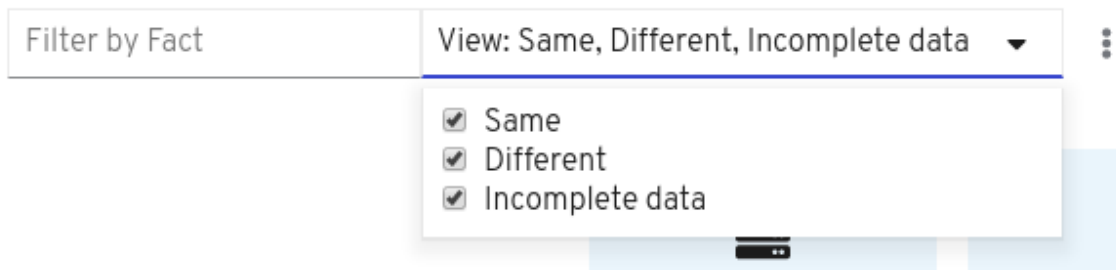 Filter by Fact
View: Same, Different, Incomplete data
Same
Different
Incomplete data